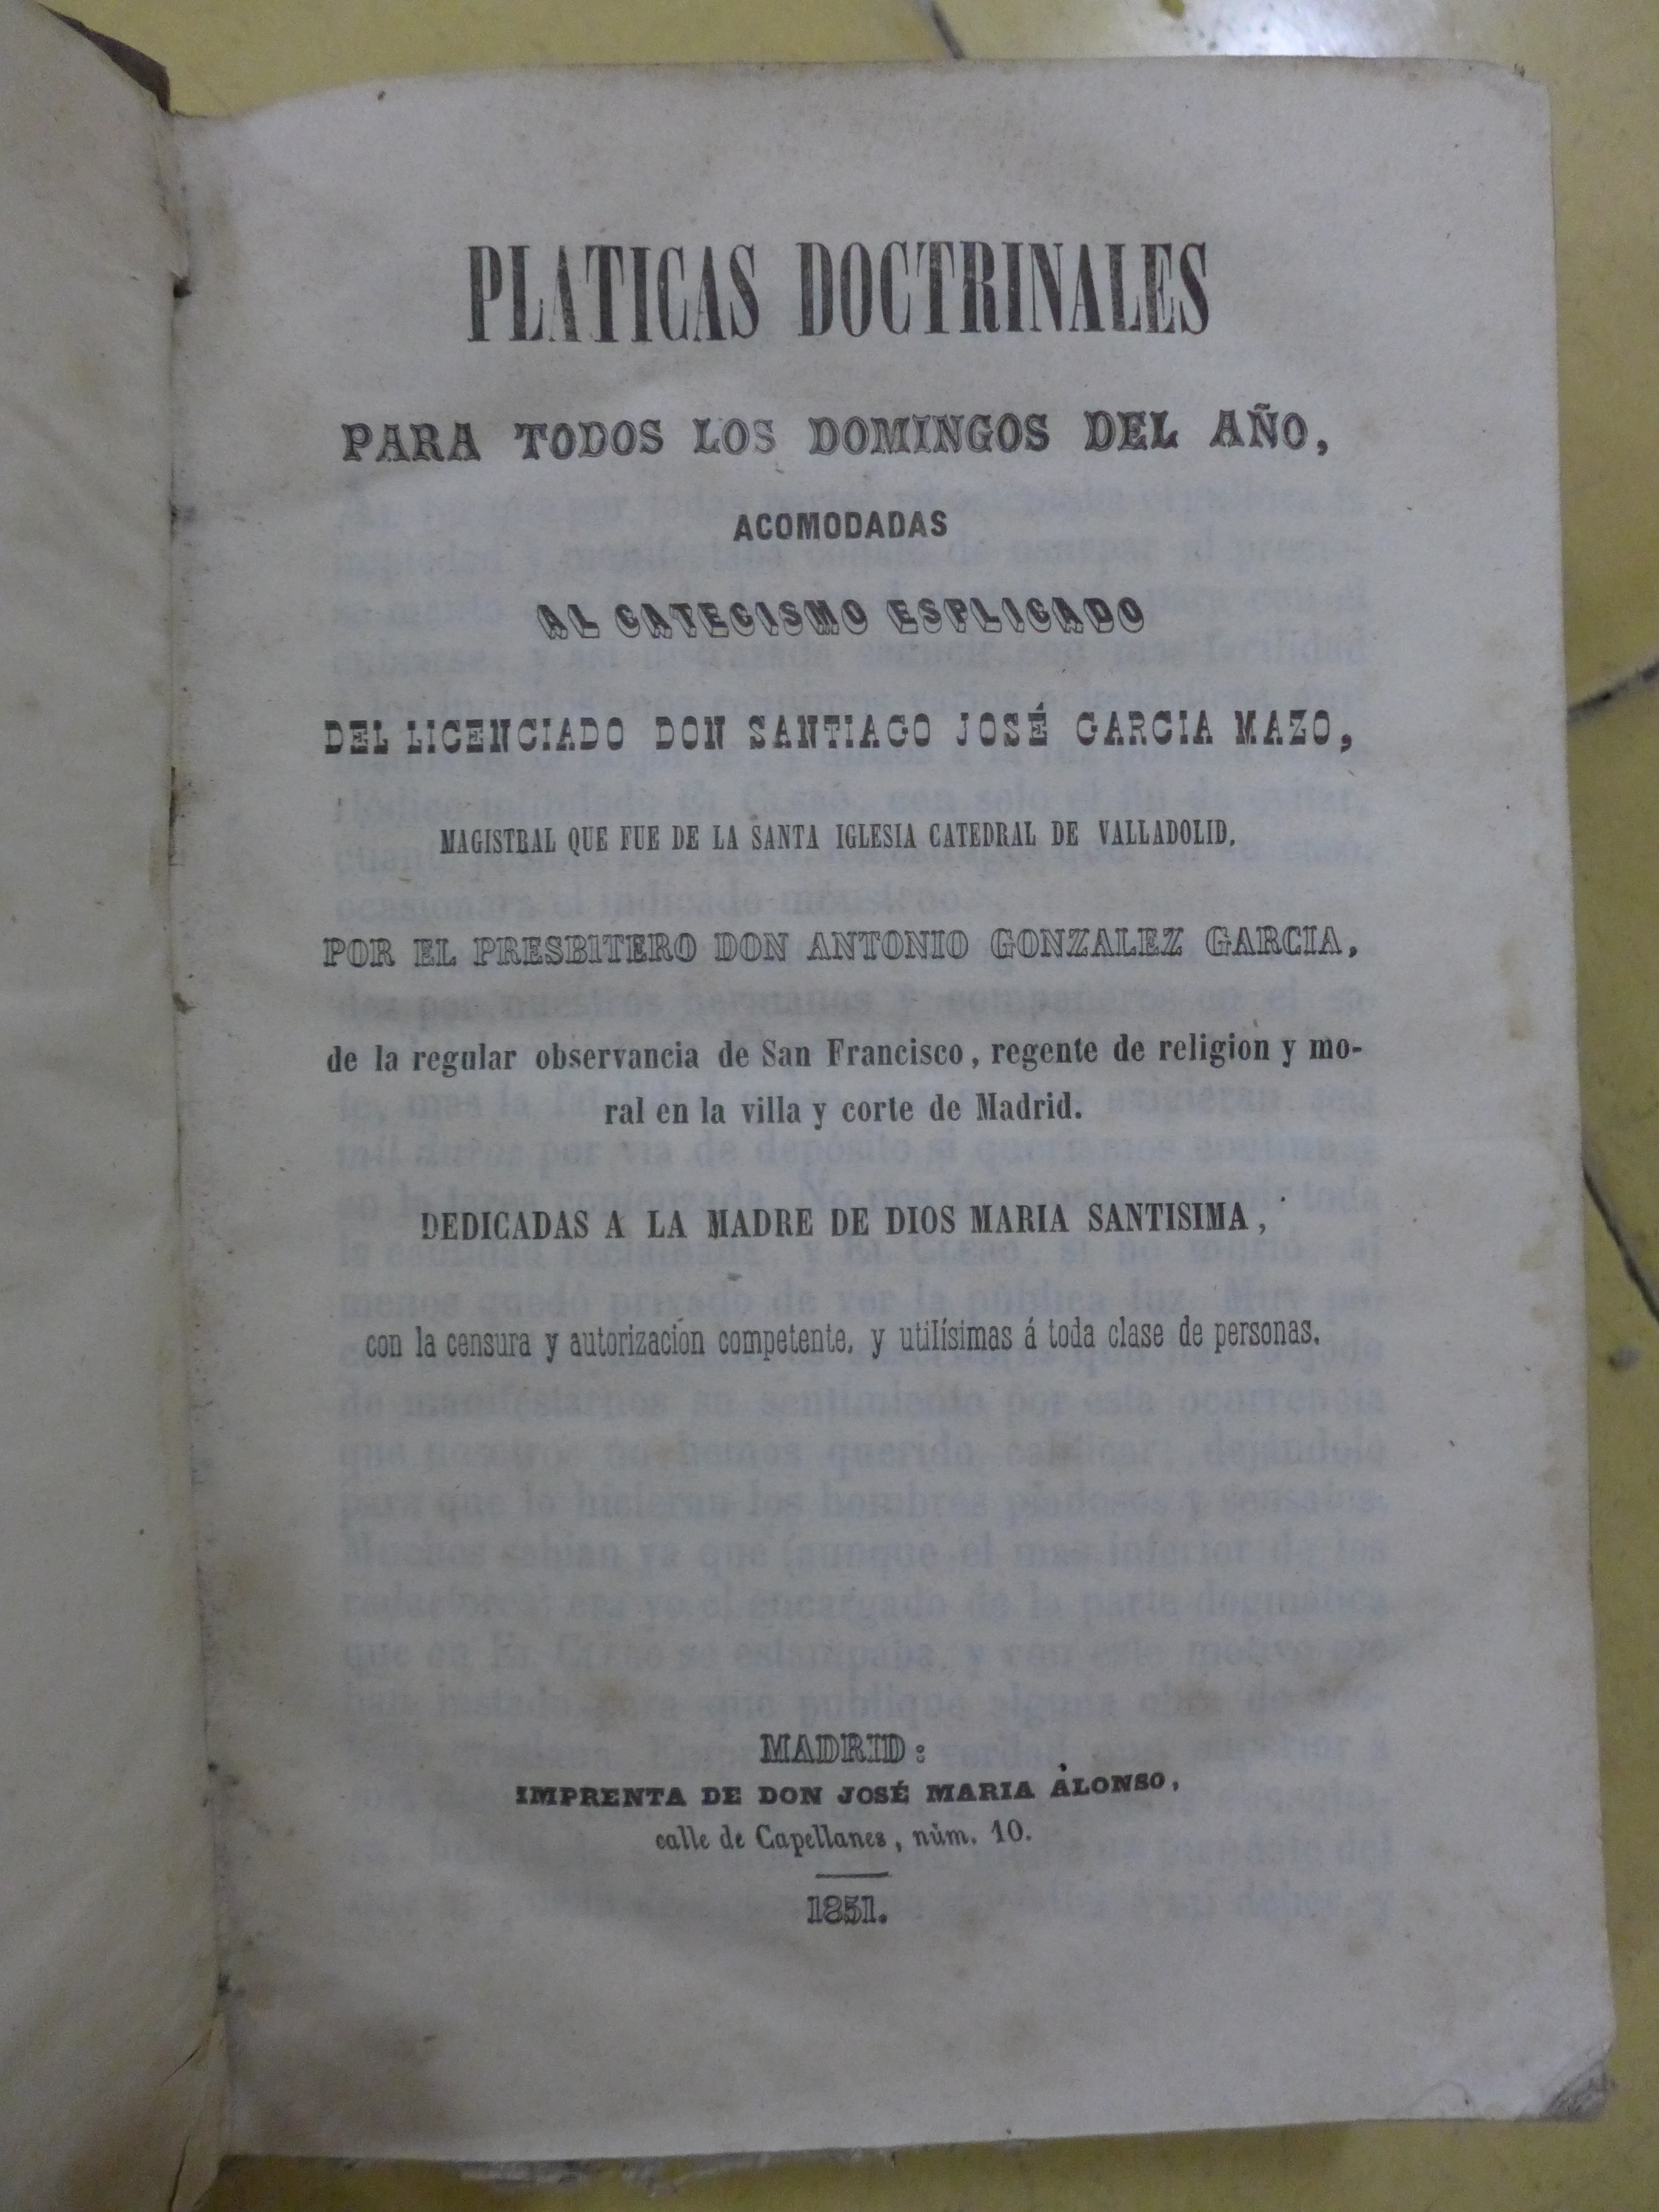 PLATICAS DOCTRINALES
PARA TODOS LOS DOMINGOS DEL AÑO,
ACOMODADAS
AL CATECISMO ESPLICADO
DEL LICENCIADO DON SANTIAGO JOSÉ GARCIA MAZO,
MAGISTRAL QUE FUE DE LA SANTA IGLESIA CATEDRAL DE VALLADOLID,
POR EL PRESBITERO DON ANTONIO GONZALEZ GARCIA,
de la regular observancia de San Francisco, regente de religion y mo-
ral en la villa y corte de Madrid.
DEDICADAS A LA MADRE DE DIOS MARIA SANTISIMA,
con la censura y autorización competente, y utilísimas á toda clase de personas.
MADRID:
IMPRENTA DE DON JOSÉ MARIA ALONSO,
calle de Capellanes, núm. 10.
1851.